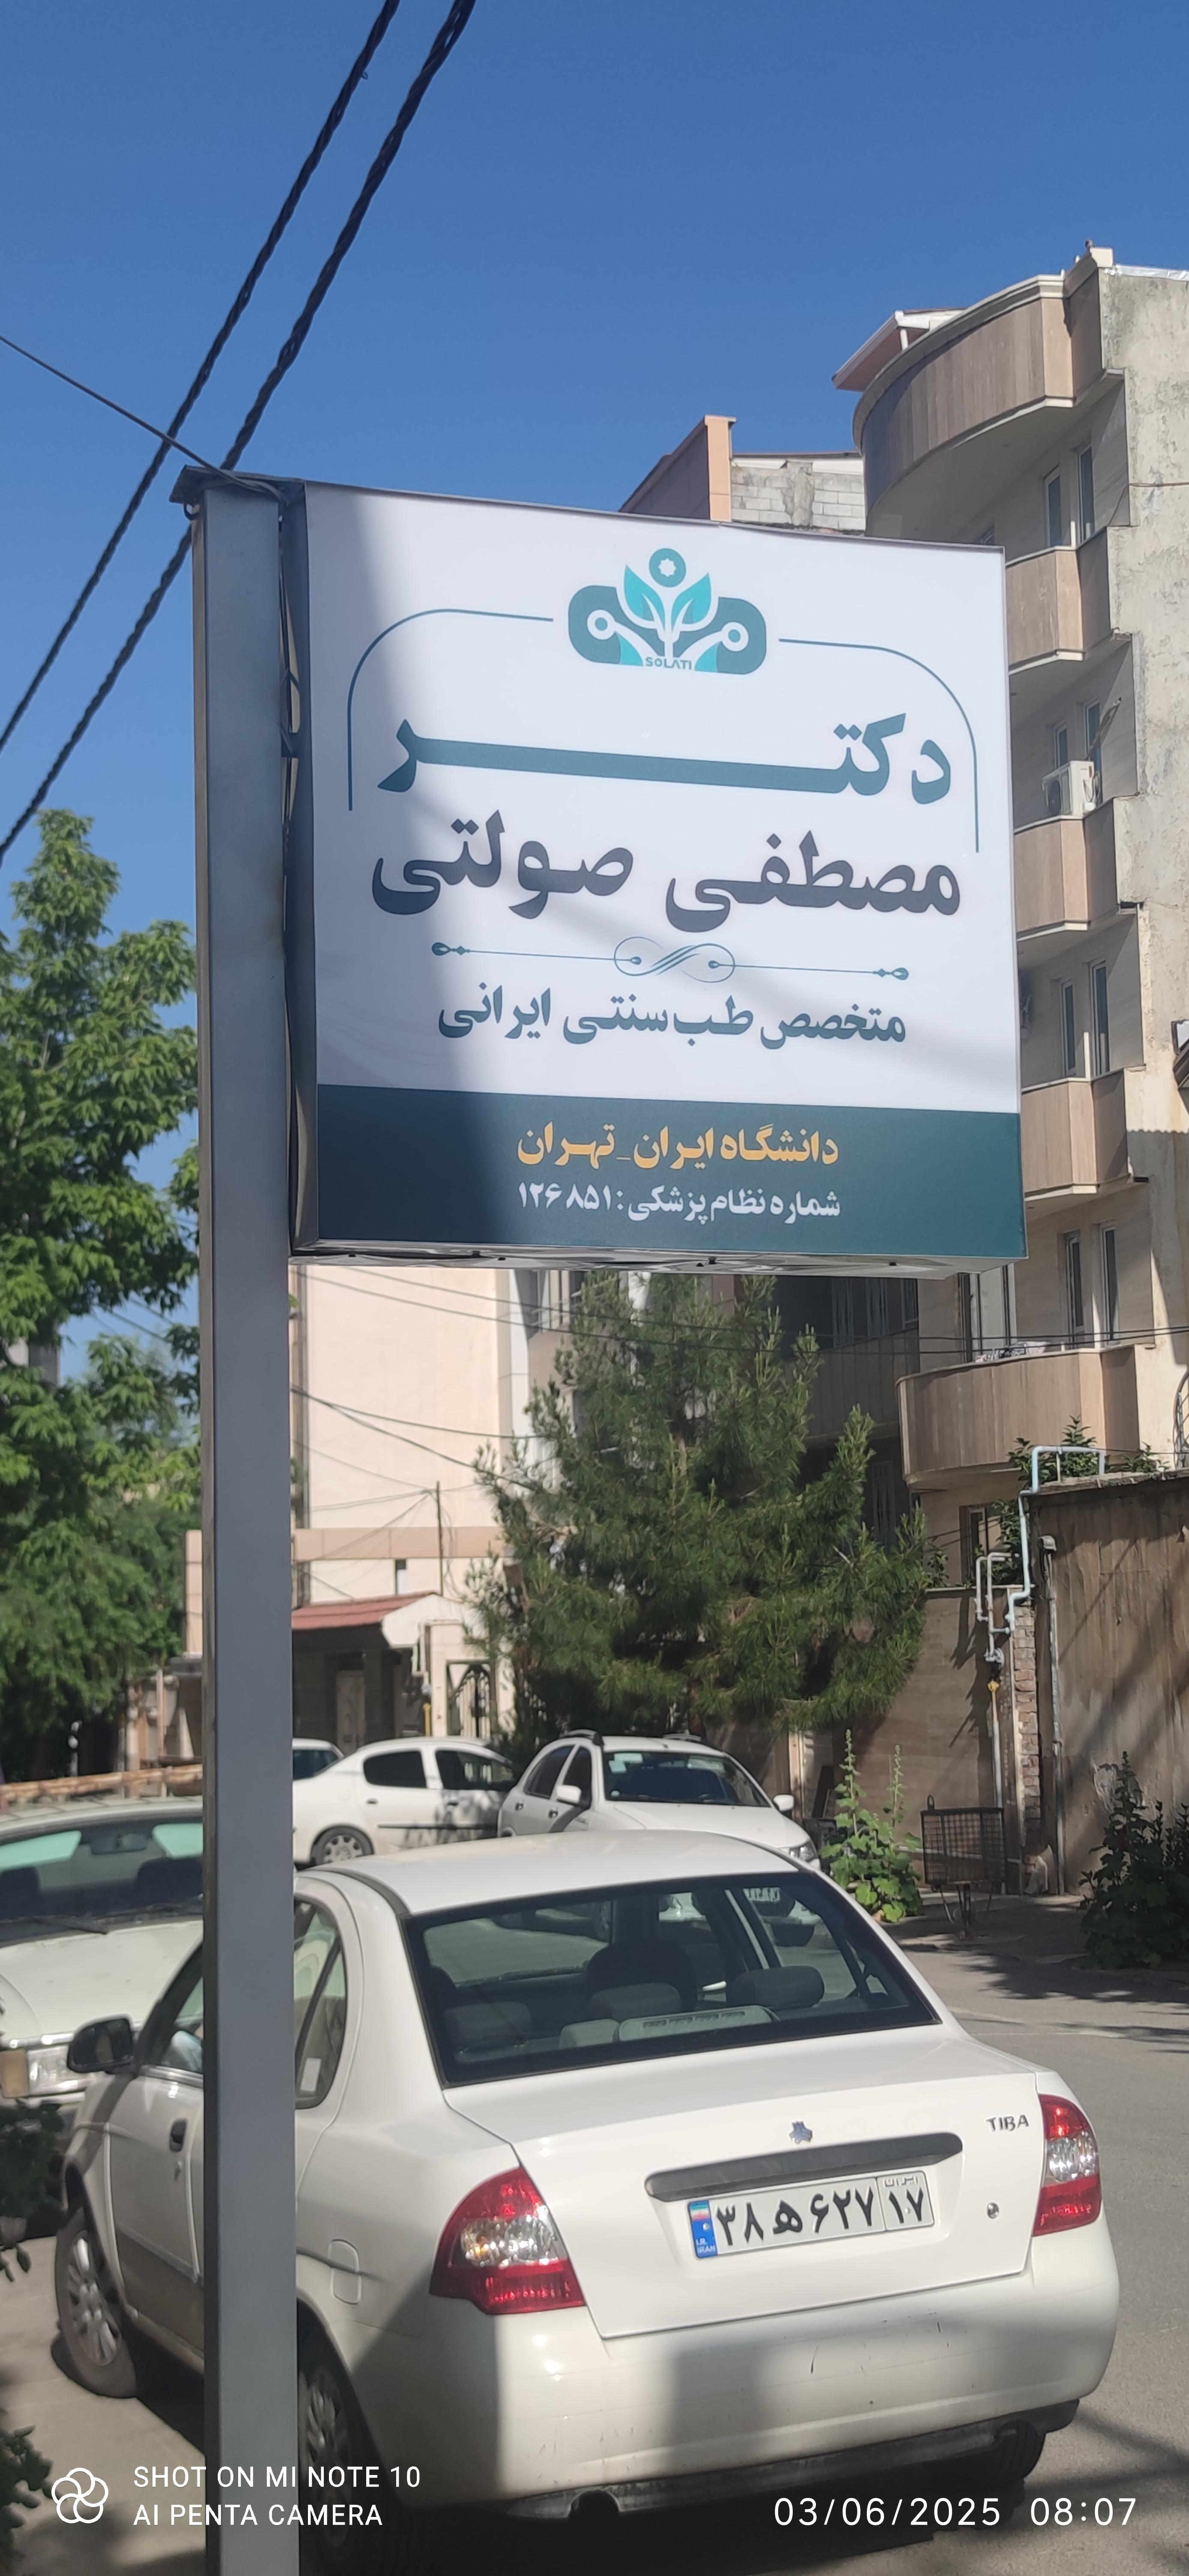 SOLATI
دکتر
مصطفی صولتی
متخصص طب سنتی ایرانی
دانشگاه ایران_تهران
شماره نظام پزشکی: ۱۲۶۸۵۱
TIBA
ایران
۳۸ ه ۶۲۷ ۱۷
I.R.
IRAN
SHOT ON MI NOTE 10
AI PENTA CAMERA
03/06/2025 08:07